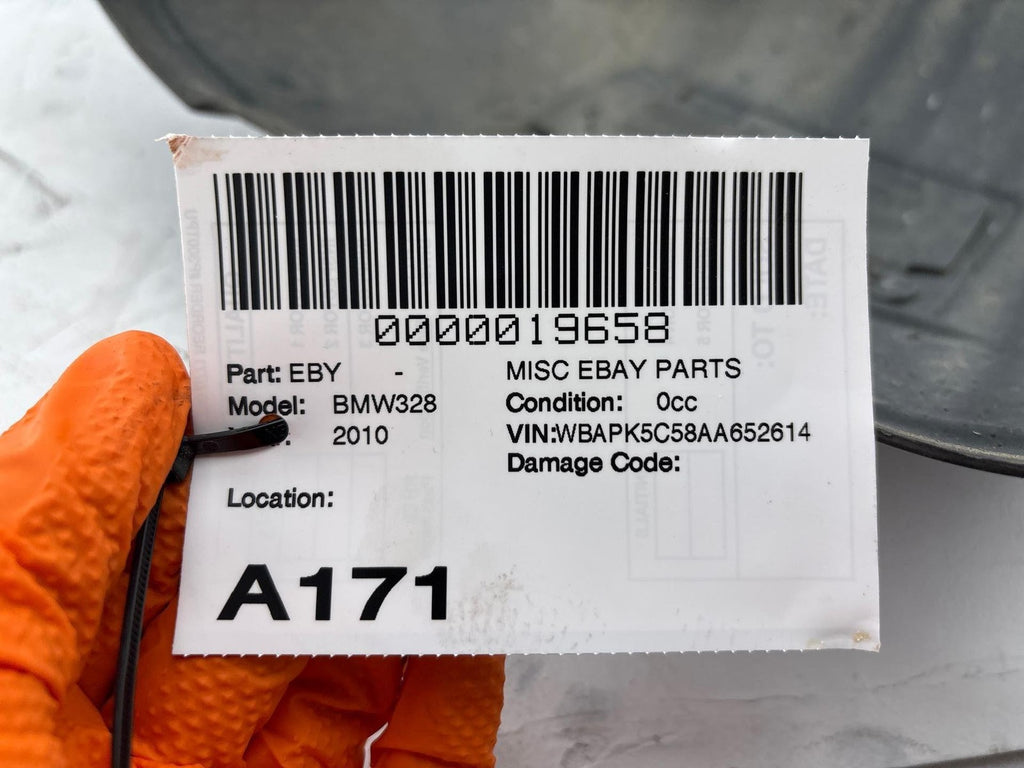 0000019658
Part: EBY - MISC EBAY PARTS
Model: BMW328 Condition: 0cc
2010 VIN:WBAPK5C58AA652614
Damage Code:
Location:
A171